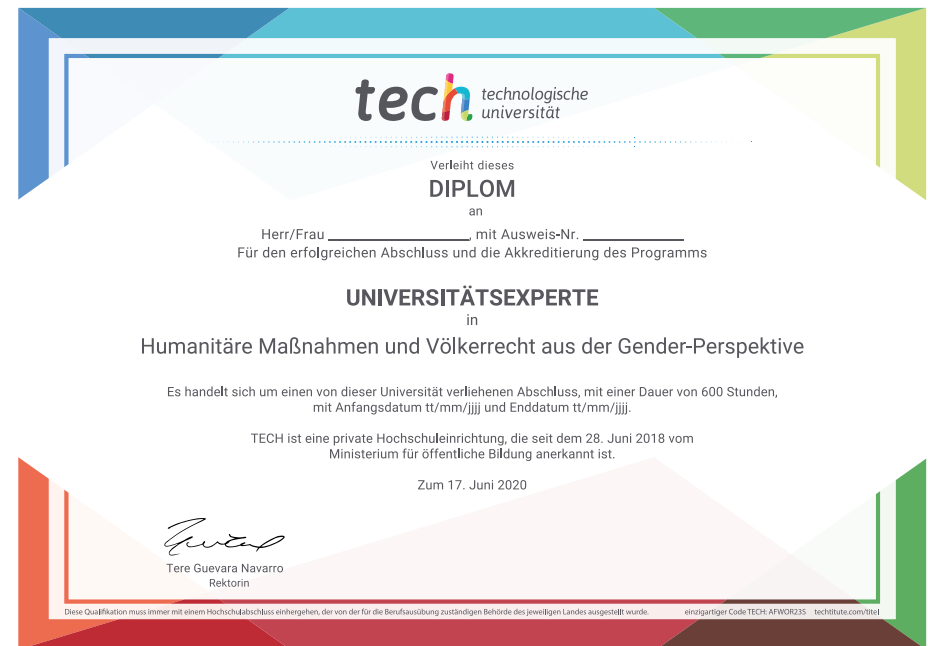 tech technologische
universität
Verleiht dieses
DIPLOM
an
Herr/Frau ____________________, mit Ausweis-Nr. ______________
Für den erfolgreichen Abschluss und die Akkreditierung des Programms
UNIVERSITÄTSEXPERTE
in
Humanitäre Maßnahmen und Völkerrecht aus der Gender-Perspektive
Es handelt sich um einen von dieser Universität verliehenen Abschluss, mit einer Dauer von 600 Stunden,
mit Anfangsdatum tt/mm/jjjj und Enddatum tt/mm/jjjj.
TECH ist eine private Hochschuleinrichtung, die seit dem 28. Juni 2018 vom
Ministerium für öffentliche Bildung anerkannt ist.
Zum 17. Juni 2020
Tere Guevara Navarro
Rektorin
Diese Qualifikation muss immer mit einem Hochschulabschluss einhergehen, der von der für die Berufsausübung zuständigen Behörde des jeweiligen Landes ausgestellt wurde. einzigartiger Code TECH: AFWOR23S techtitute.com/titel